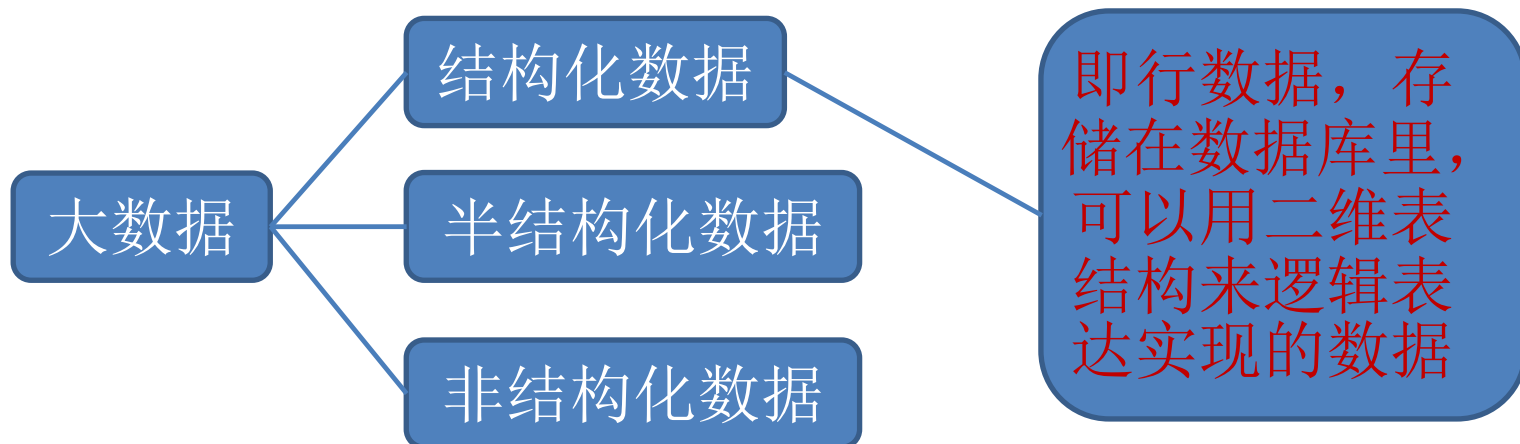 大数据
结构化数据
半结构化数据
非结构化数据
即行数据，存
储在数据库里，
可以用二维表
结构来逻辑表
达实现的数据